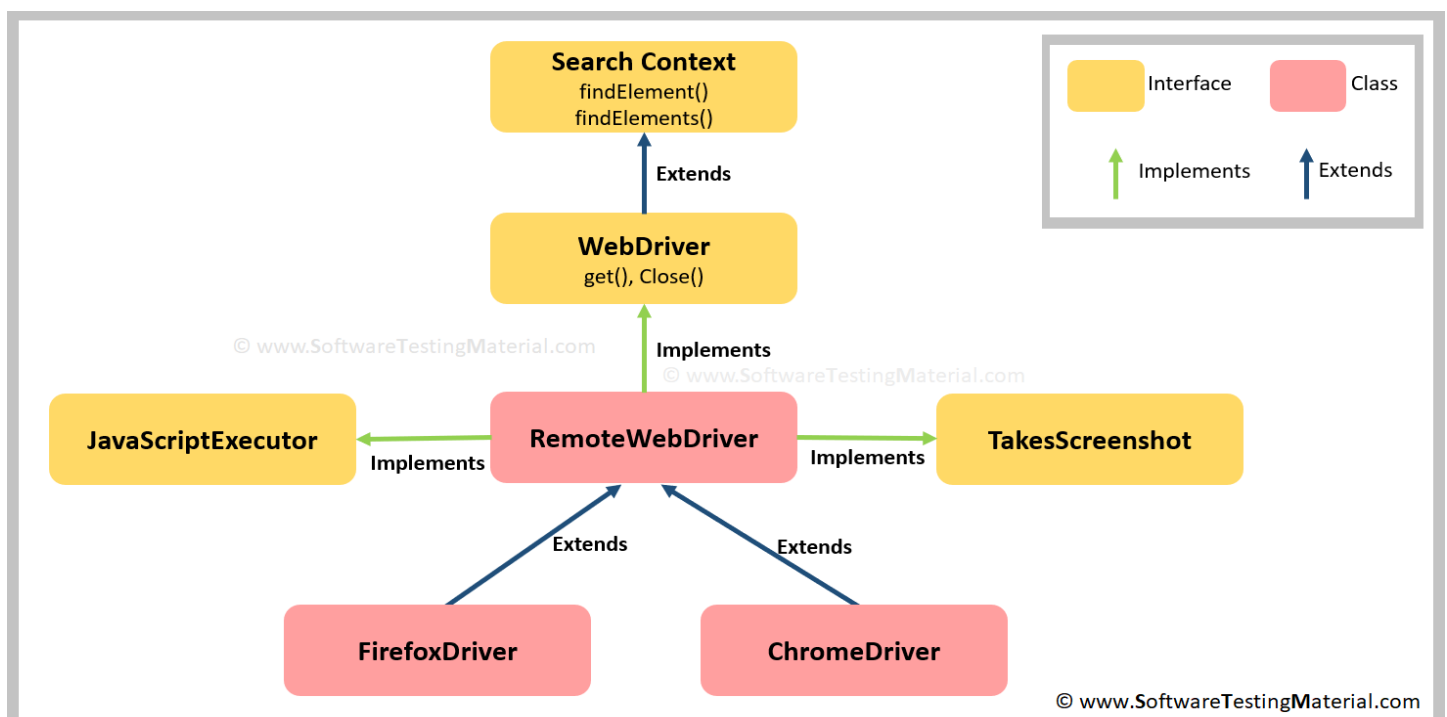 Search Context
findElement()
findElements()
Interface
Class
Implements
Extends
Extends
WebDriver
get(), Close()
© www.SoftwareTestingMaterial.com
Implements
© www.SoftwareTestingMaterial.com
JavaScriptExecutor
Implements
RemoteWebDriver
Implements
TakesScreenshot
Extends
Extends
FirefoxDriver
ChromeDriver
© www.SoftwareTestingMaterial.com